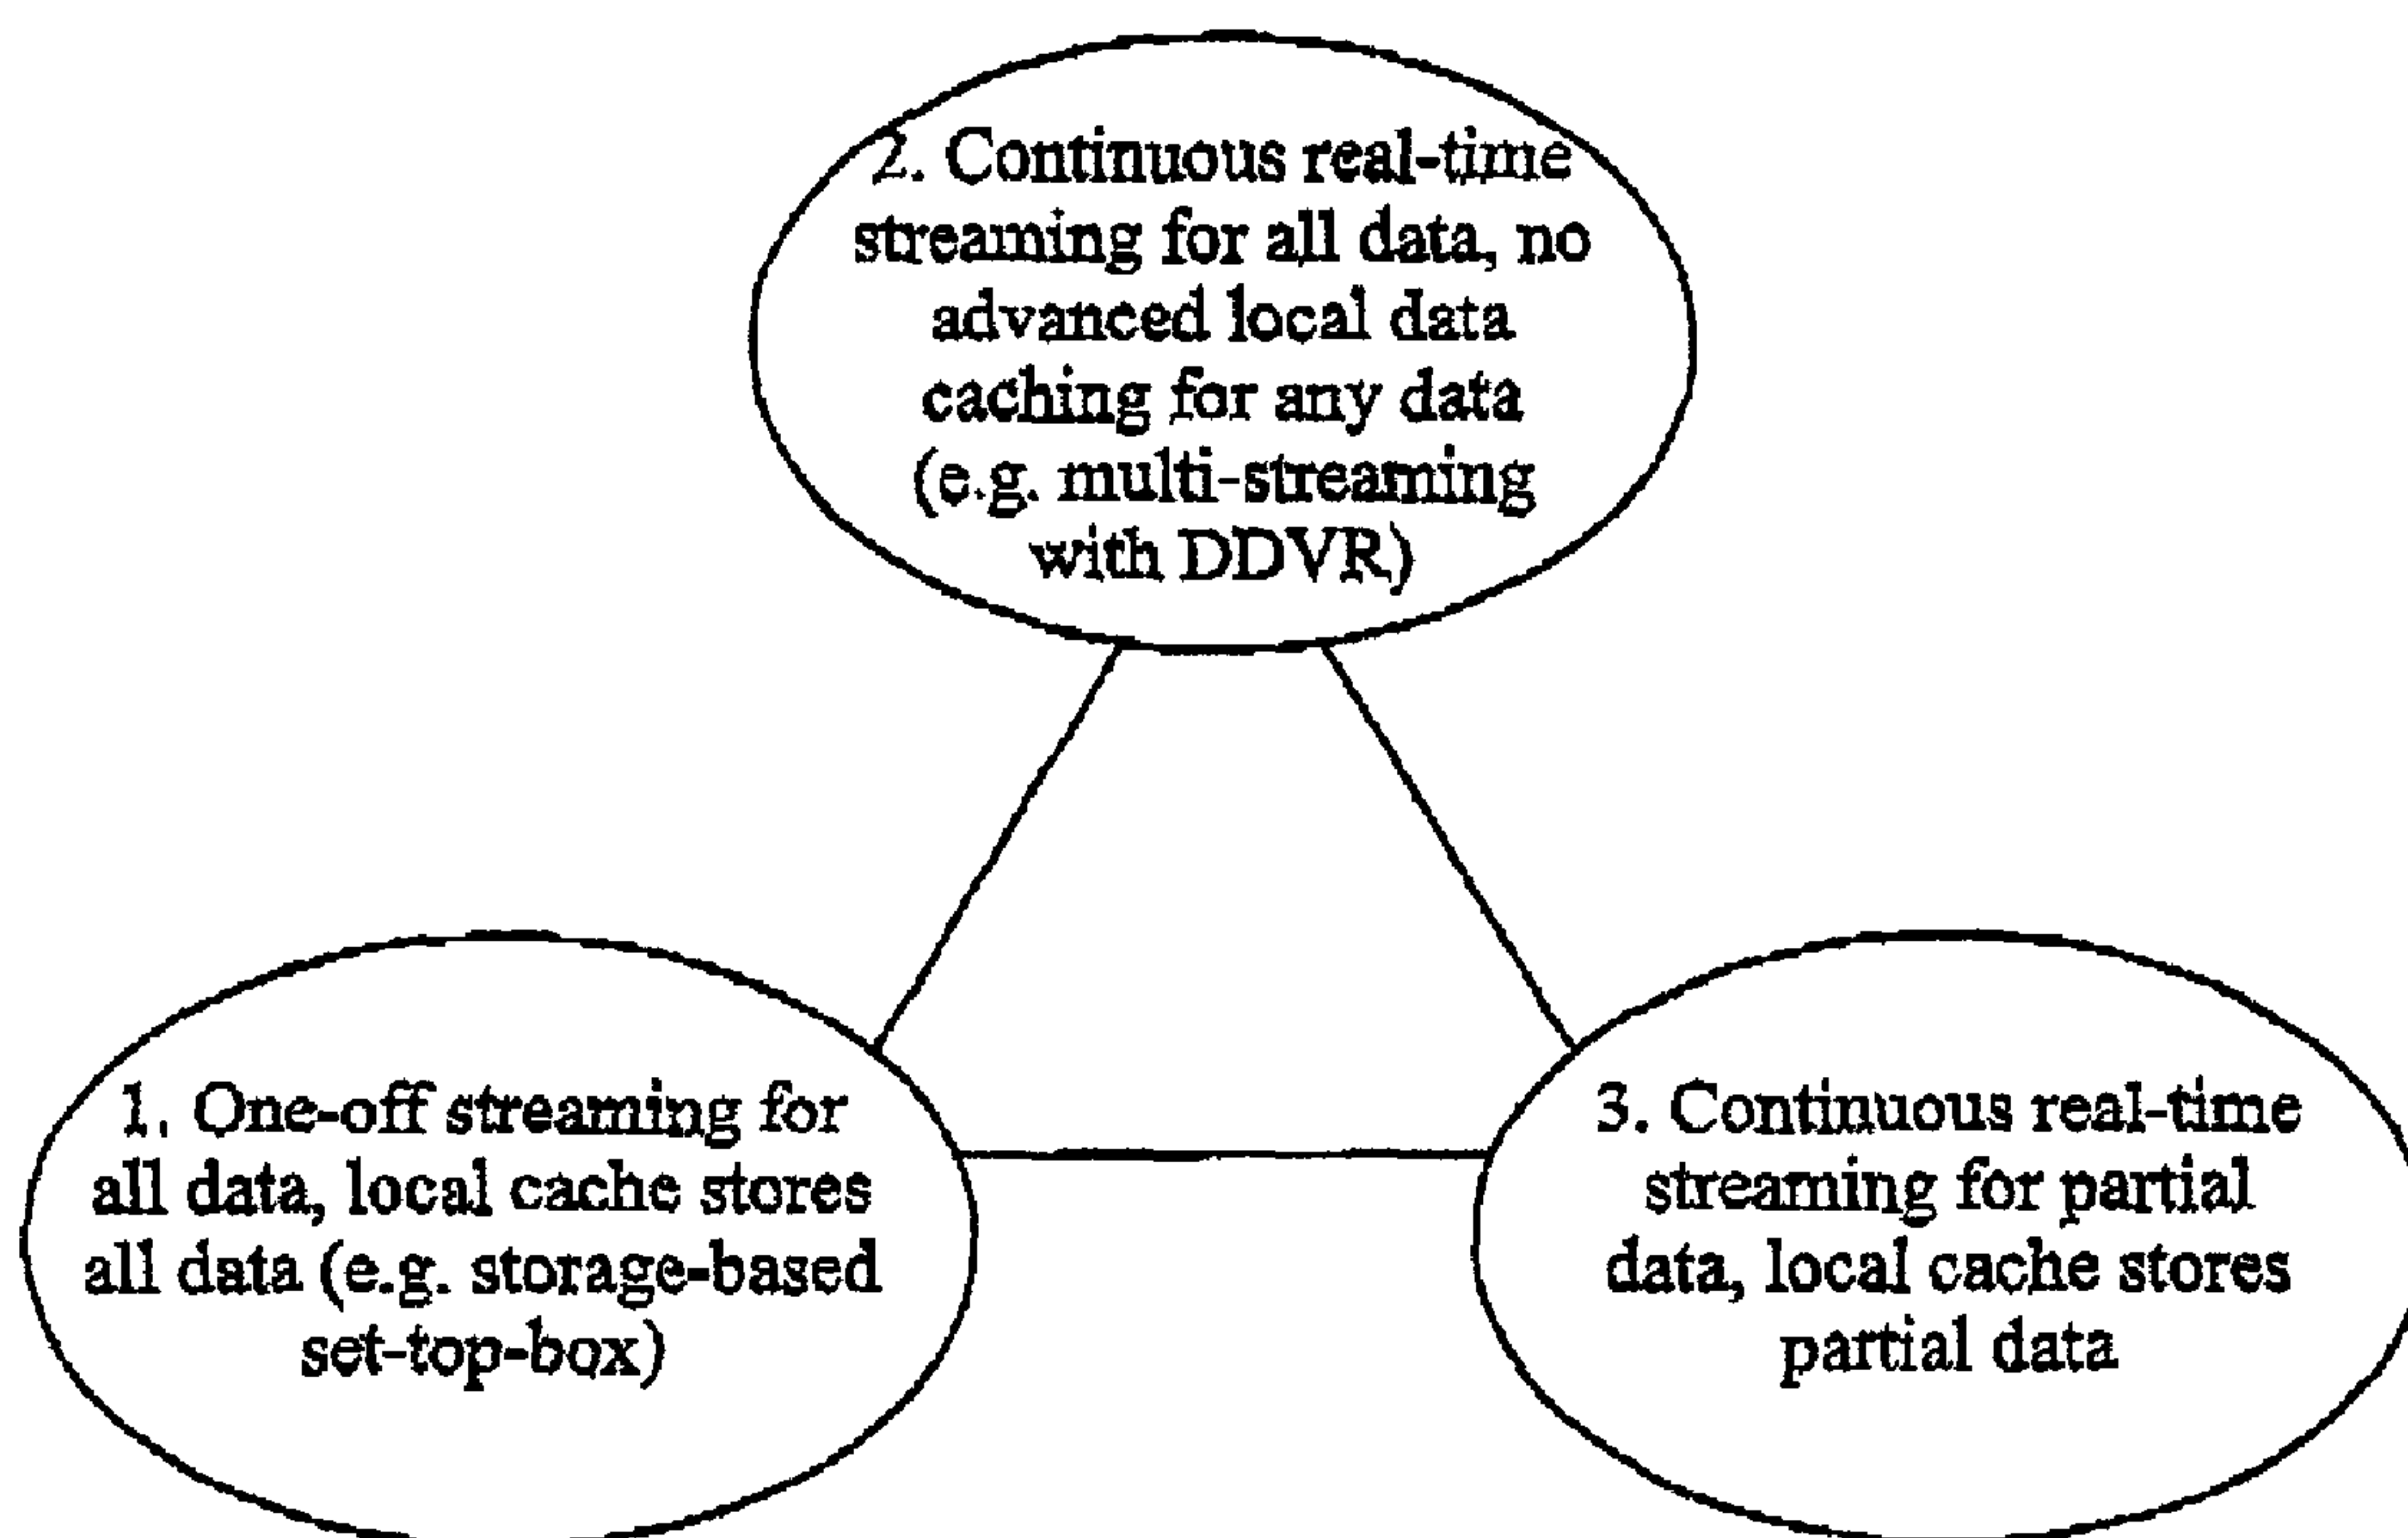 2. Continuous real-time
streaming for all data, no
advanced local data
caching for any data
(e.g. multi-streaming
with DDVR)
1. One-off streaming for
all data, local cache stores
all data (e.g. storage-based
set-top-box)
3. Continuous real-time
streaming for partial
data, local cache stores
partial data